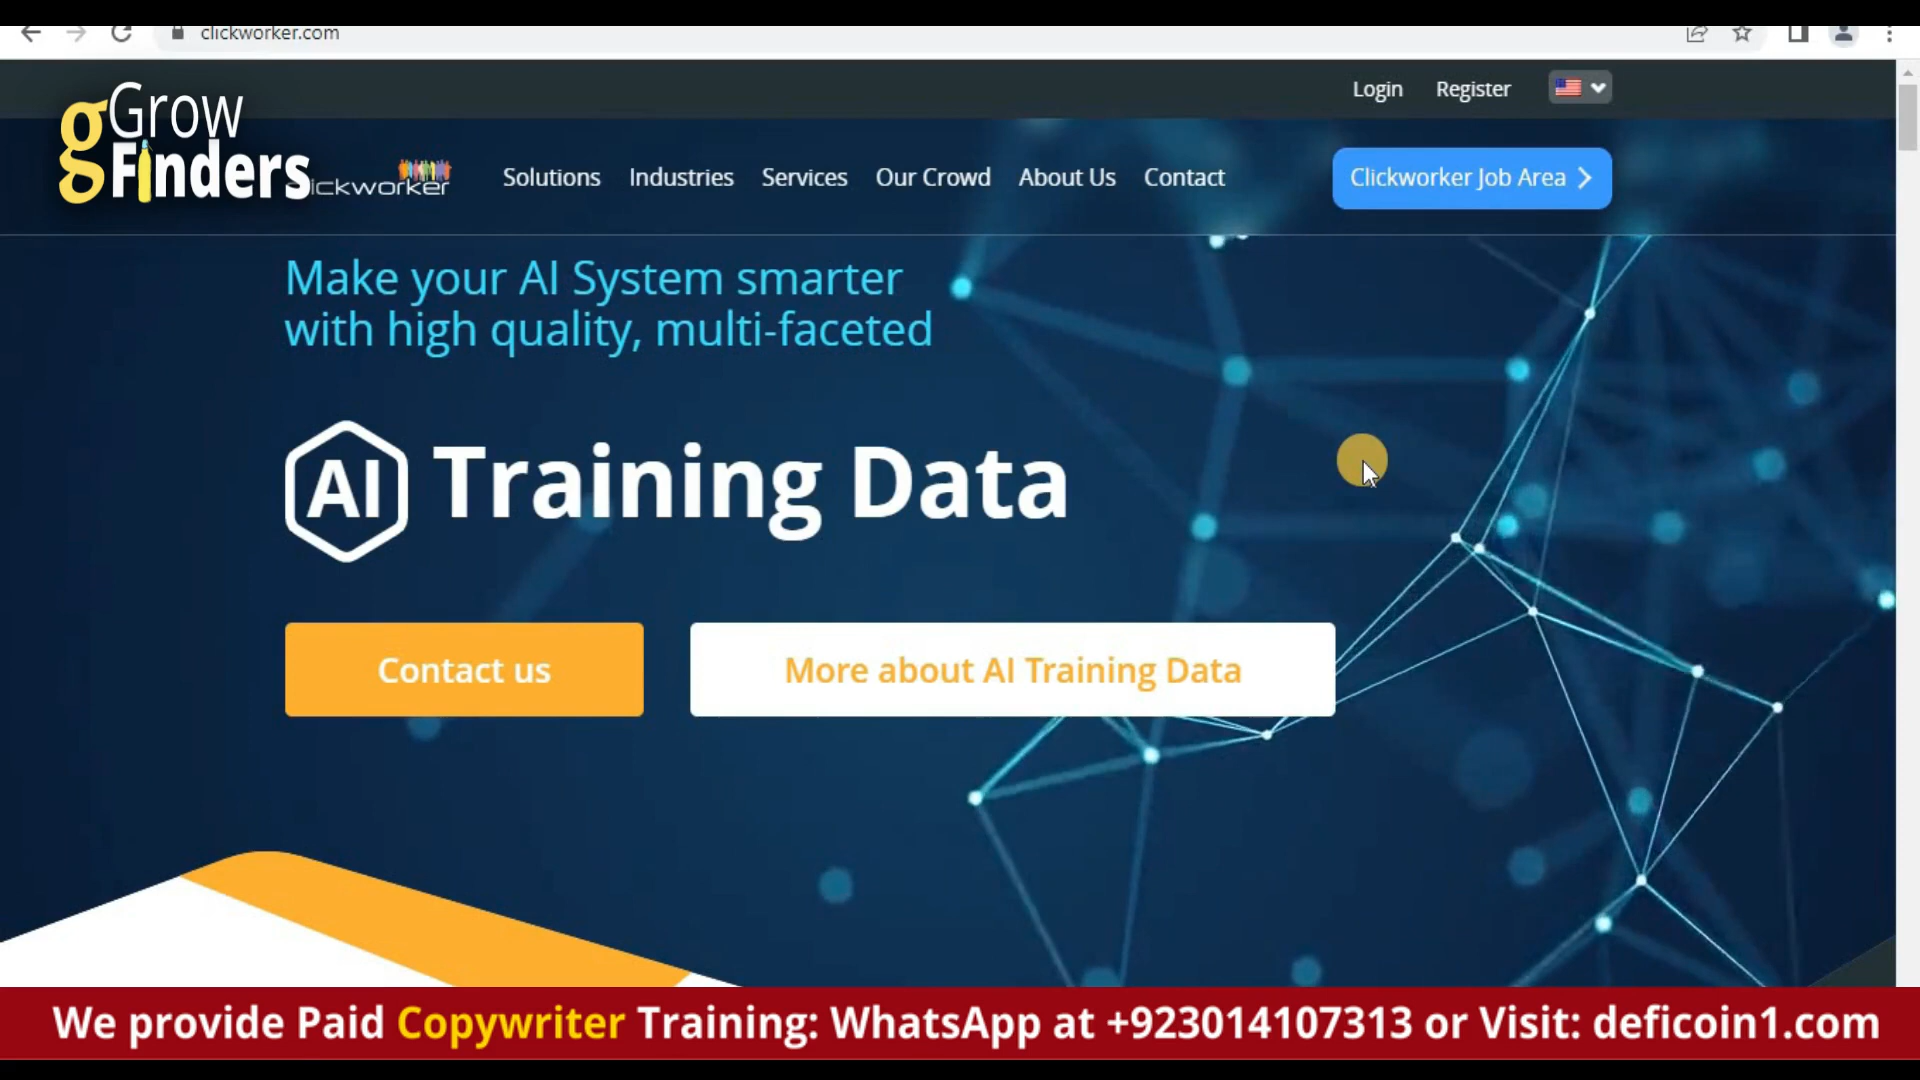 clickworker.com
Login Register
Grow
Finders
ickworker
Solutions Industries Services Our Crowd About Us Contact
Clickworker Job Area
Make your AI System smarter
with high quality, multi-faceted
AI Training Data
Contact us
More about AI Training Data
We provide Paid Copywriter Training: WhatsApp at +923014107313 or Visit: deficoin1.com